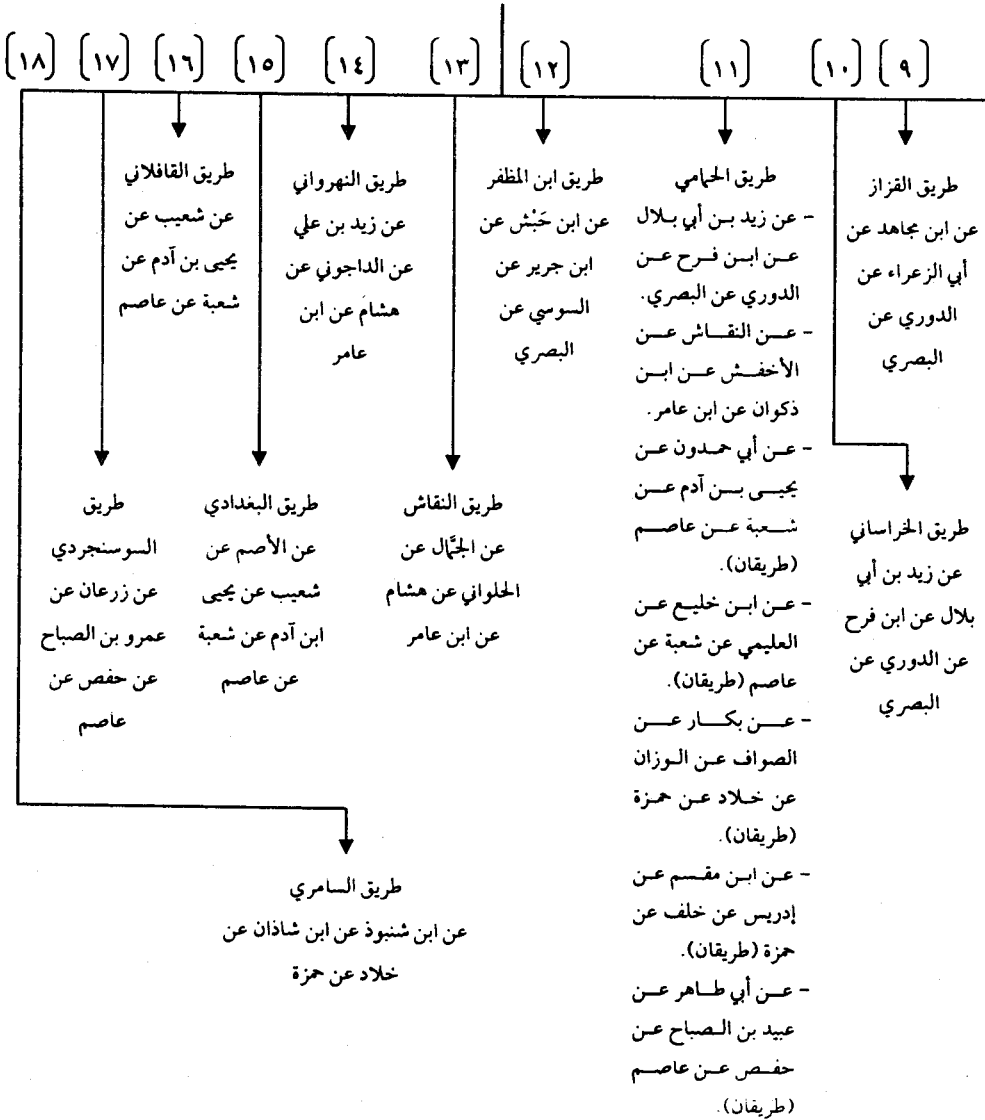 [٩] [١٠] [١١] [١٢] [١٣] [١٤] [١٥] [١٦] [١٧] [١٨]
طريق القزاز
عن ابن مجاهد عن
أبي الزعراء عن
الدوري عن
البصري
طريق الخراساني
عن زيد بن أبي
بلال عن ابن فرح
عن الدوري عن
البصري
طريق الحمامي
- عن زيد بن أبي بلال
عن ابن فرح عن
الدوري عن البصري.
- عن النقاش عن
الأخفش عن ابن
ذكوان عن ابن عامر.
- عن أبي حمدون عن
يحيى بن آدم عن
شعبة عن عاصم
(طريقان).
- عن ابن خليع عن
العليمي عن شعبة عن
عاصم (طريقان).
- عن بكار عن
الصواف عن الوزان
عن خلاد عن حمزة
(طريقان).
- عن ابن مقسم عن
إدريس عن خلف عن
حمزة (طريقان).
- عن أبي طاهر عن
عبيد بن الصباح عن
حفص عن عاصم
(طريقان).
طريق ابن المظفر
عن ابن حَبْش عن
ابن جرير عن
السوسي عن
البصري
طريق النقاش
عن الجمَّال عن
الحلواني عن هشام
عن ابن عامر
طريق النهرواني
عن زيد بن علي
عن الداجوني عن
هشام عن ابن
عامر
طريق البغدادي
عن الأصم عن
شعيب عن يحيى
ابن آدم عن شعبة
عن عاصم
طريق القافلاني
عن شعيب عن
يحيى بن آدم عن
شعبة عن عاصم
طريق
السوسنجردي
عن زرعان عن
عمرو بن الصباح
عن حفص عن
عاصم
طريق السامري
عن ابن شنبوذ عن ابن شاذان عن
خلاد عن حمزة